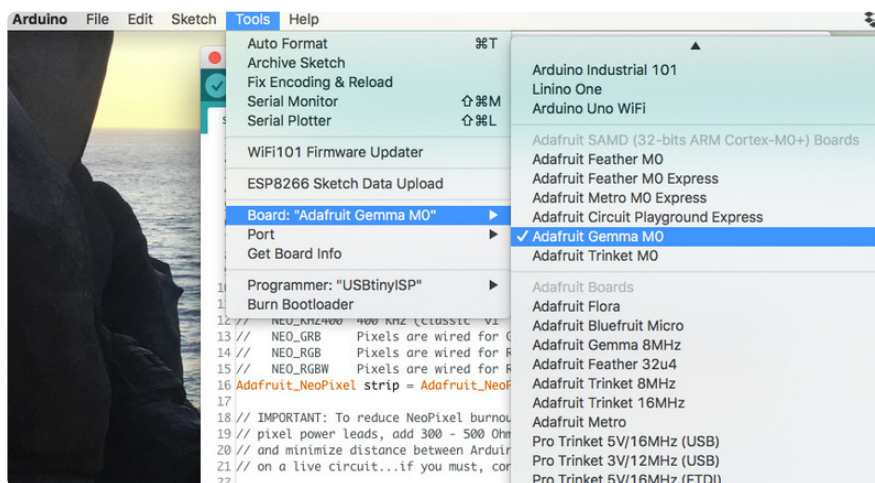 Arduino File Edit Sketch Tools Help
Auto Format ⌘T
Archive Sketch
Fix Encoding & Reload
Serial Monitor ⇧⌘M
Serial Plotter ⇧⌘L
WiFi101 Firmware Updater
ESP8266 Sketch Data Upload
Board: "Adafruit Gemma M0"
Port
Get Board Info
Programmer: "USBtinyISP"
Burn Bootloader
Arduino Industrial 101
Linino One
Arduino Uno WiFi
Adafruit SAMD (32-bits ARM Cortex-M0+) Boards
Adafruit Feather M0
Adafruit Feather M0 Express
Adafruit Metro M0 Express
Adafruit Circuit Playground Express
✓ Adafruit Gemma M0
Adafruit Trinket M0
Adafruit Boards
Adafruit Flora
Adafruit Bluefruit Micro
Adafruit Gemma 8MHz
Adafruit Feather 32u4
Adafruit Trinket 8MHz
Adafruit Trinket 16MHz
Adafruit Metro
Pro Trinket 5V/16MHz (USB)
Pro Trinket 3V/12MHz (USB)
Pro Trinket 5V/16MHz (FTDI)
12 // NEO_KHZ400 400 KHz (classic 'v1'
13 // NEO_GRB Pixels are wired for G
14 // NEO_RGB Pixels are wired for R
15 // NEO_RGBW Pixels are wired for R
16 Adafruit_NeoPixel strip = Adafruit_NeoP
17
18 // IMPORTANT: To reduce NeoPixel burnou
19 // pixel power leads, add 300 - 500 Ohm
20 // and minimize distance between Arduin
21 // on a live circuit...if you must, con
22